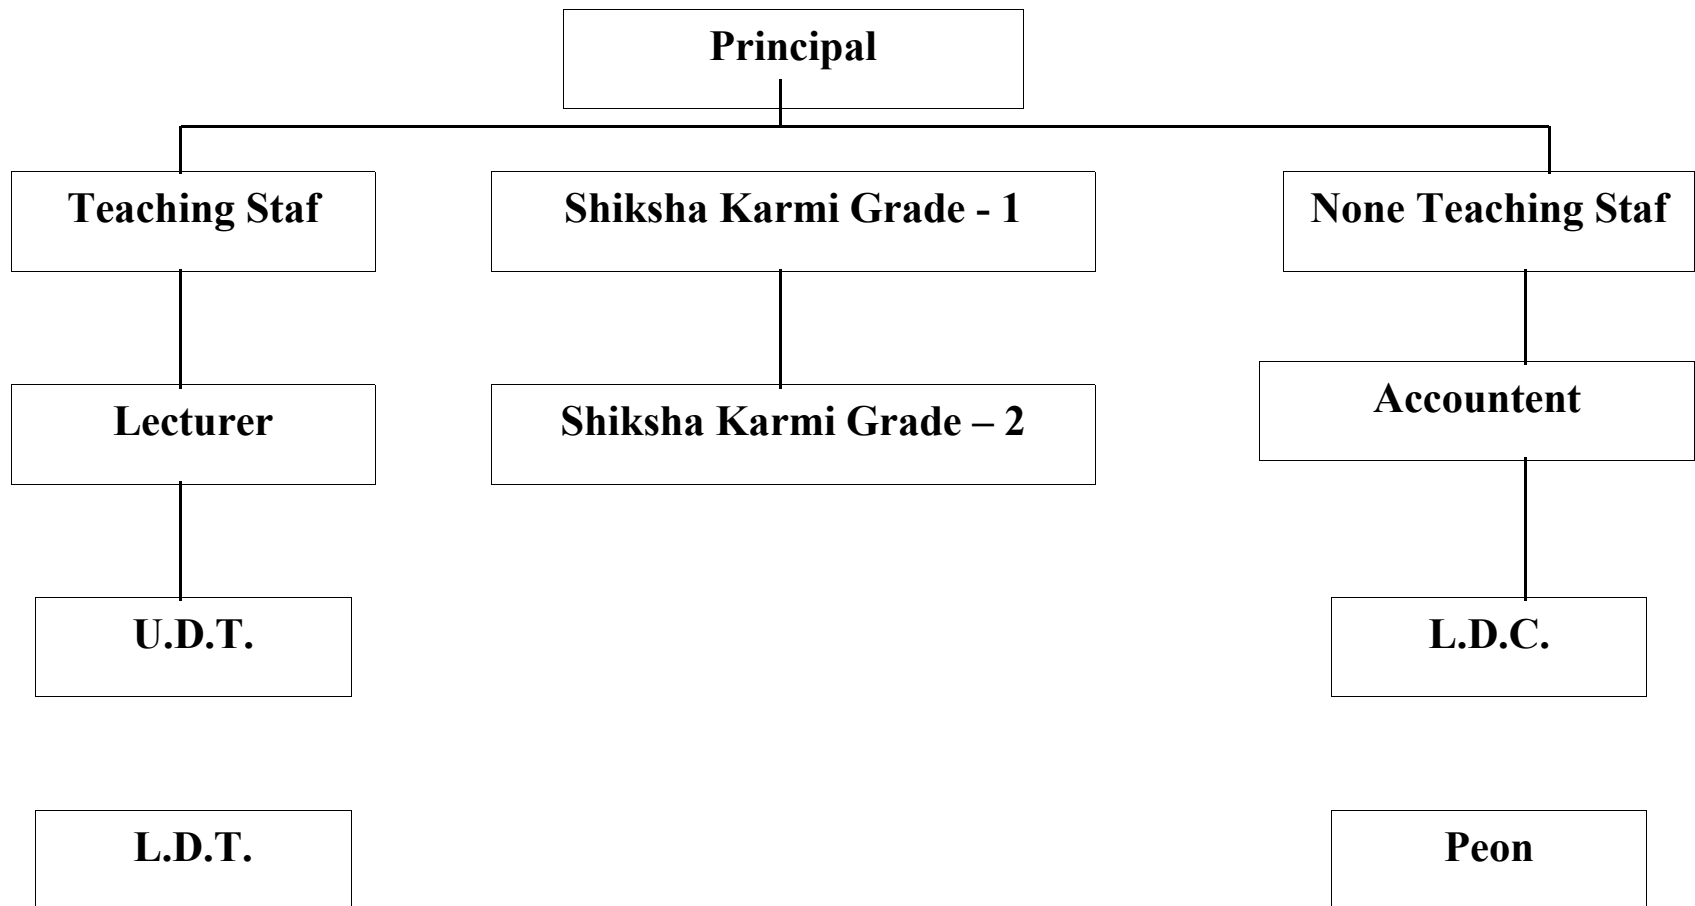 Principal
Teaching Staf
Shiksha Karmi Grade - 1
None Teaching Staf
Lecturer
Shiksha Karmi Grade – 2
Accountent
U.D.T.
L.D.C.
L.D.T.
Peon